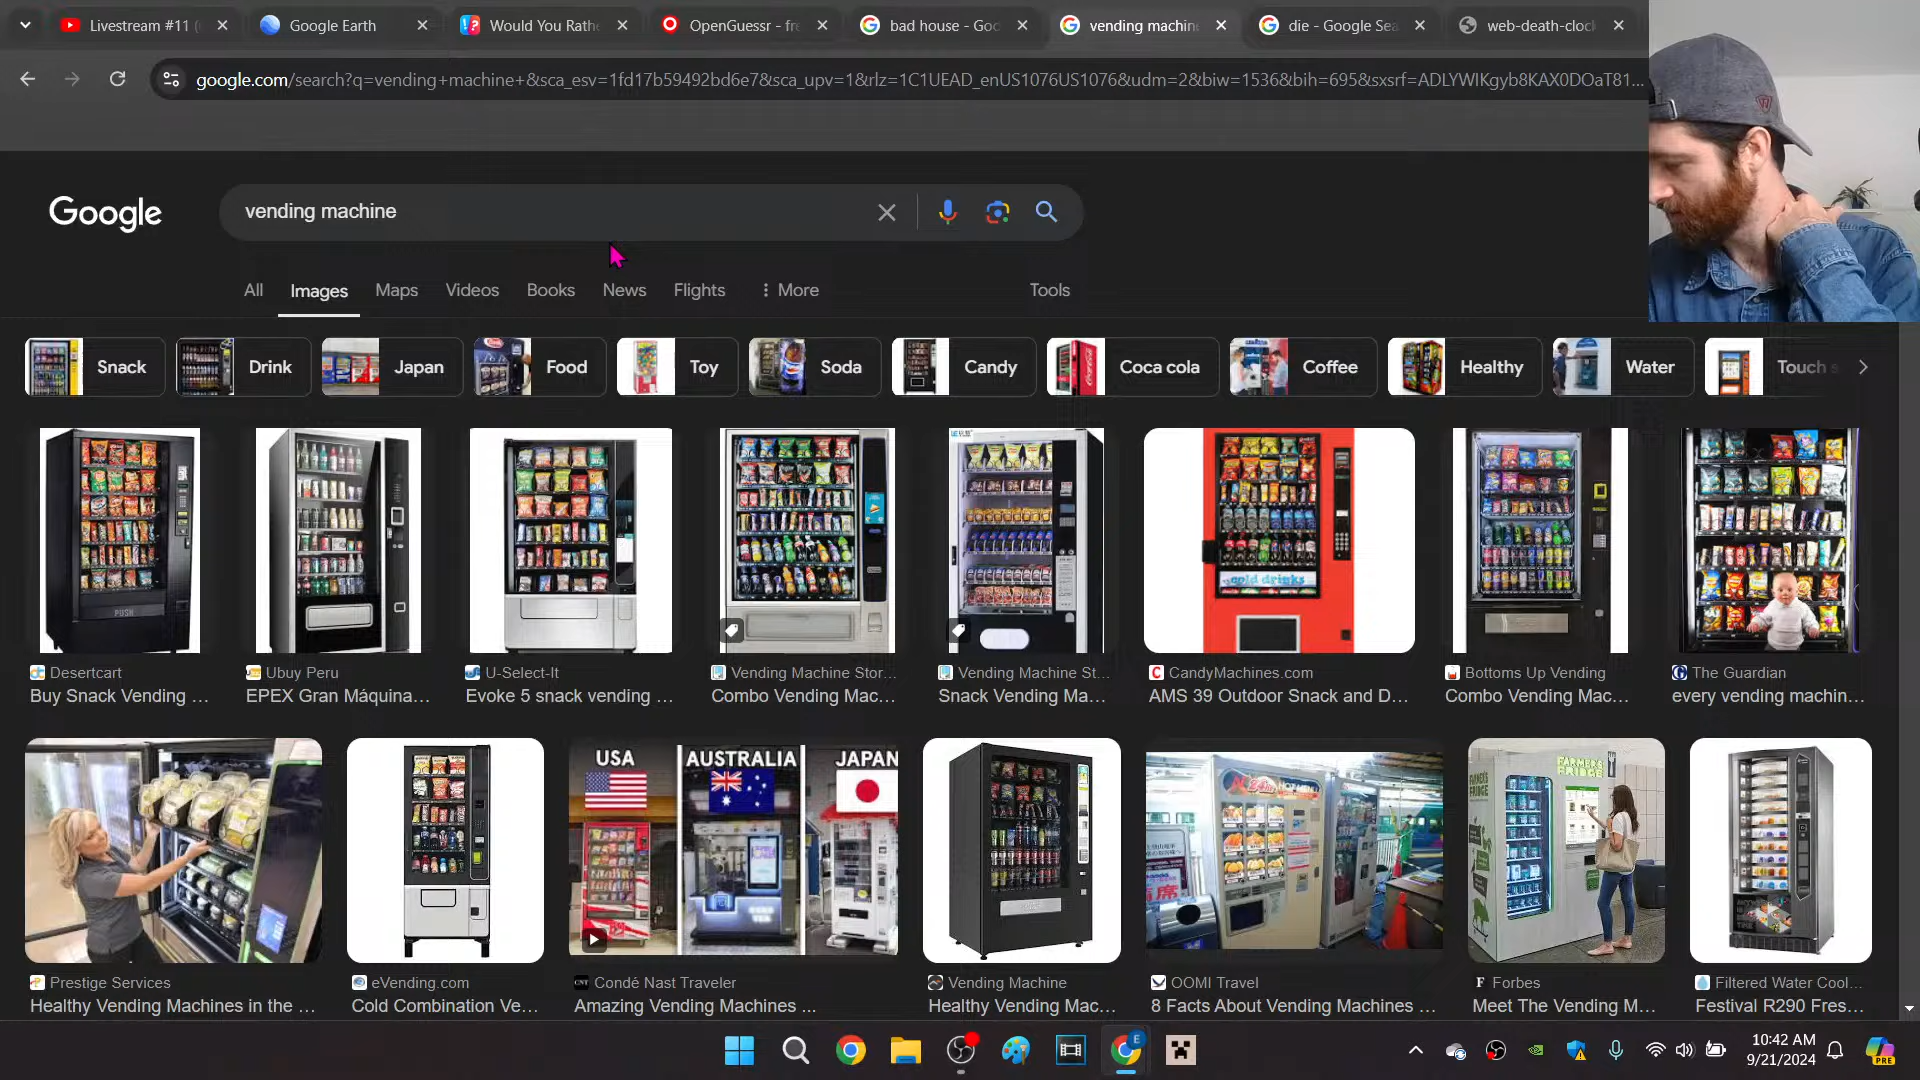 Livestream #11 (
Google Earth
Would You Rath
OpenGuessr - fr
bad house - Goo
vending machin
die - Google Sea
web-death-cloc
google.com/search?q=vending+machine+&sca_esv=1fd17b59492bd6e7&sca_upv=1&rlz=1C1UEAD_enUS1076US1076&udm=2&biw=1536&bih=695&sxsrf=ADLYWIKgyb8KAX0DOaT81...
Google
vending machine
All
Images
Maps
Videos
Books
News
Flights
More
Tools
Snack
Drink
Japan
Food
Toy
Soda
Candy
Coca cola
Coffee
Healthy
Water
Touch s
PUSH
cold drinks
Desertcart
Buy Snack Vending ...
Ubuy Peru
EPEX Gran Máquina...
U-Select-It
Evoke 5 snack vending ...
Vending Machine Stor...
Combo Vending Mac...
Vending Machine St...
Snack Vending Ma...
CandyMachines.com
AMS 39 Outdoor Snack and D...
Bottoms Up Vending
Combo Vending Mac...
The Guardian
every vending machin...
USA
AUSTRALIA
JAPAN
FARMER'S FRIDGE
Prestige Services
Healthy Vending Machines in the ...
eVending.com
Cold Combination Ve...
Condé Nast Traveler
Amazing Vending Machines ...
Vending Machine
Healthy Vending Mac...
OOMI Travel
8 Facts About Vending Machines ...
Forbes
Meet The Vending M...
Filtered Water Cool...
Festival R290 Fres...
10:42 AM
9/21/2024
PRE